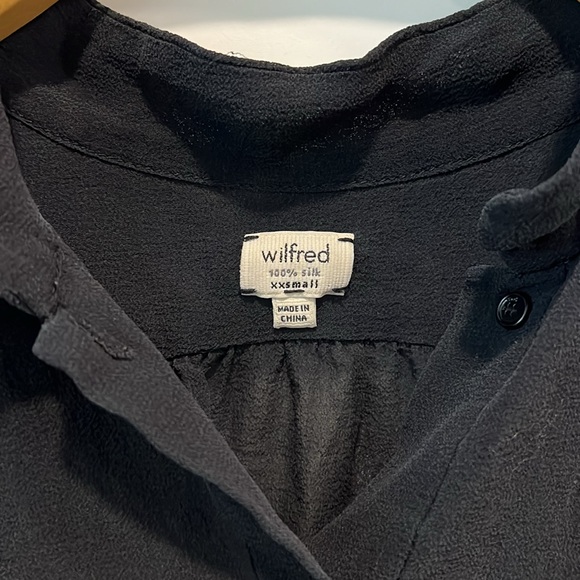 wilfred
100% silk
xxsmall
MADE IN
CHINA